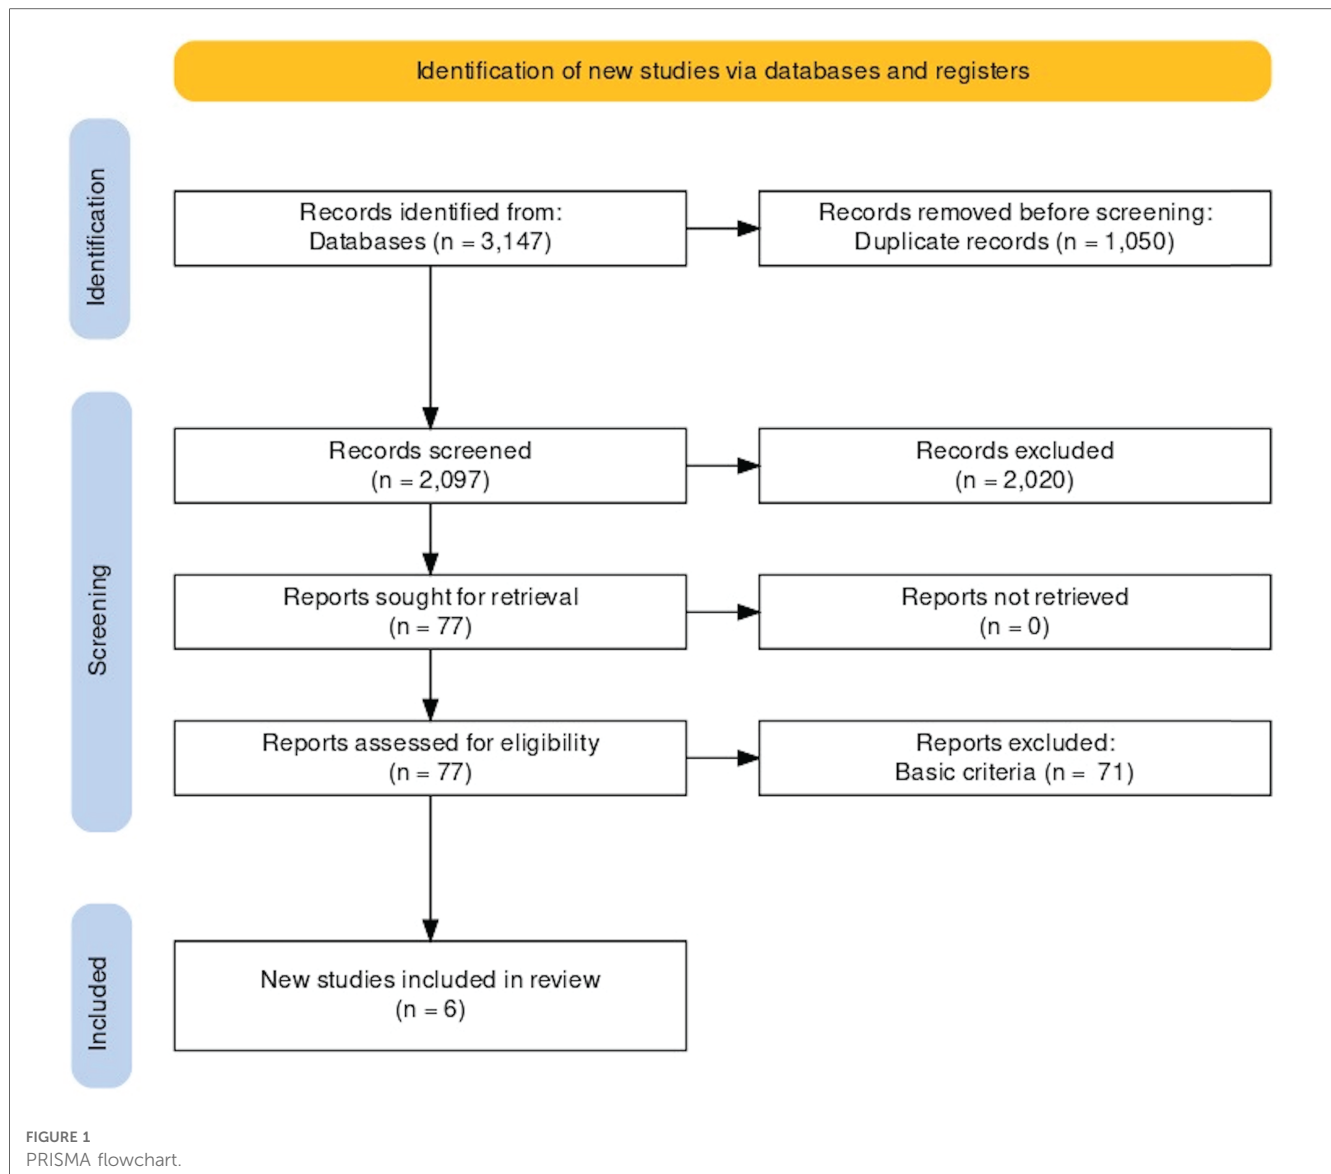 Identification of new studies via databases and registers
Identification
Records identified from:
Databases (n = 3,147)
Records removed before screening:
Duplicate records (n = 1,050)
Screening
Records screened
(n = 2,097)
Records excluded
(n = 2,020)
Reports sought for retrieval
(n = 77)
Reports not retrieved
(n = 0)
Reports assessed for eligibility
(n = 77)
Reports excluded:
Basic criteria (n = 71)
Included
New studies included in review
(n = 6)
FIGURE 1
PRISMA flowchart.